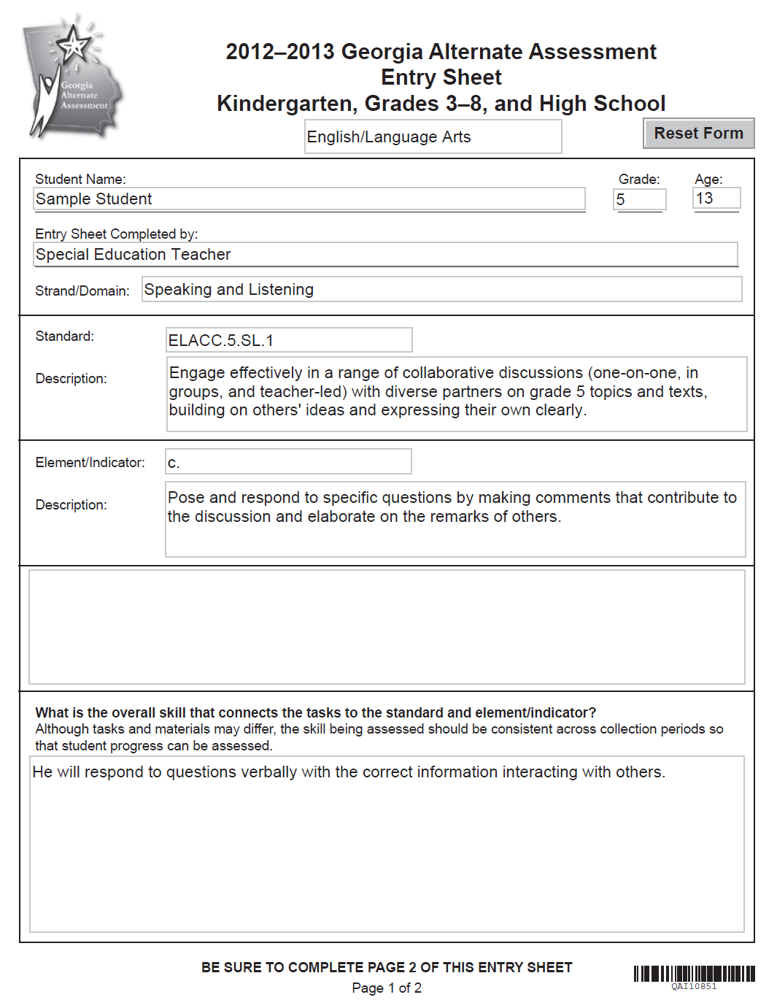 Georgia
Alternate
Assessment
2012–2013 Georgia Alternate Assessment
Entry Sheet
Kindergarten, Grades 3–8, and High School
English/Language Arts
Reset Form
Student Name:
Grade:
Age:
Sample Student
5
13
Entry Sheet Completed by:
Special Education Teacher
Strand/Domain:
Speaking and Listening
Standard:
ELACC.5.SL.1
Description:
Engage effectively in a range of collaborative discussions (one-on-one, in
groups, and teacher-led) with diverse partners on grade 5 topics and texts,
building on others' ideas and expressing their own clearly.
Element/Indicator:
c.
Description:
Pose and respond to specific questions by making comments that contribute to
the discussion and elaborate on the remarks of others.
What is the overall skill that connects the tasks to the standard and element/indicator?
Although tasks and materials may differ, the skill being assessed should be consistent across collection periods so
that student progress can be assessed.
He will respond to questions verbally with the correct information interacting with others.
BE SURE TO COMPLETE PAGE 2 OF THIS ENTRY SHEET
Page 1 of 2
QAI10851